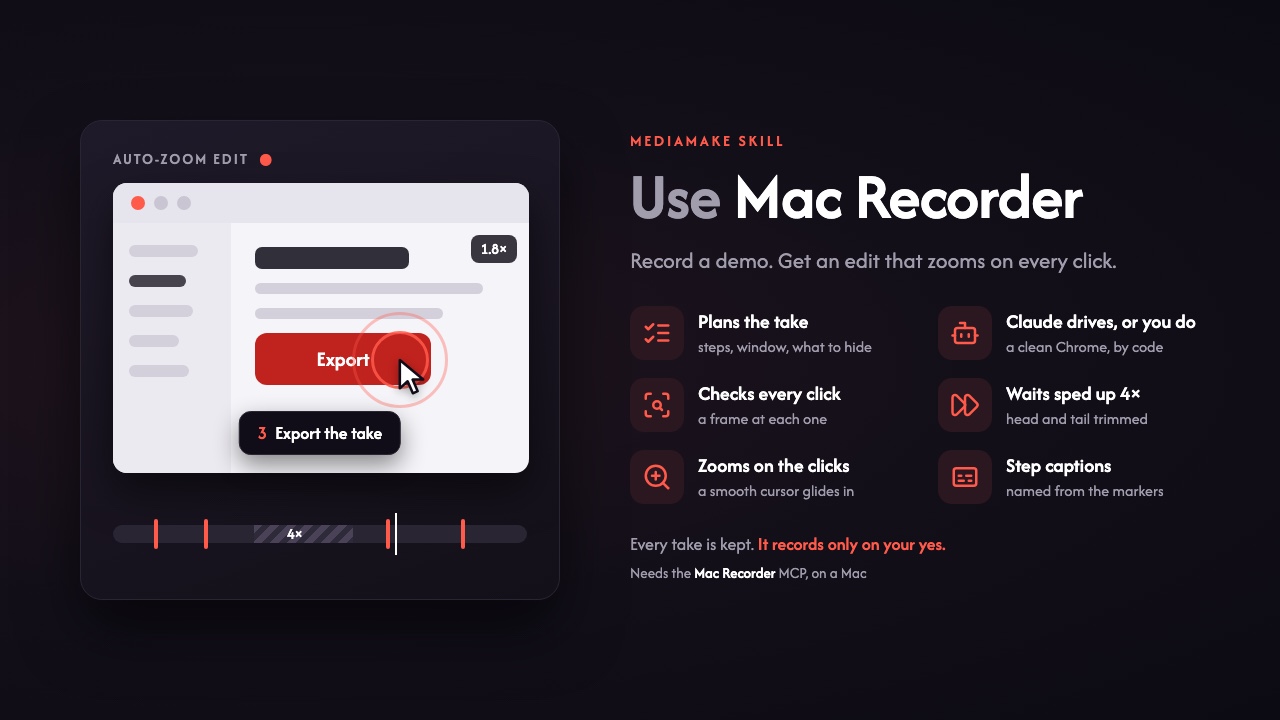 AUTO-ZOOM EDIT
1.8×
Export
3 Export the take
4×
MEDIAMAKE SKILL
Use Mac Recorder
Record a demo. Get an edit that zooms on every click.
Plans the take
steps, window, what to hide
Claude drives, or you do
a clean Chrome, by code
Checks every click
a frame at each one
Waits sped up 4×
head and tail trimmed
Zooms on the clicks
a smooth cursor glides in
Step captions
named from the markers
Every take is kept. It records only on your yes.
Needs the Mac Recorder MCP, on a Mac